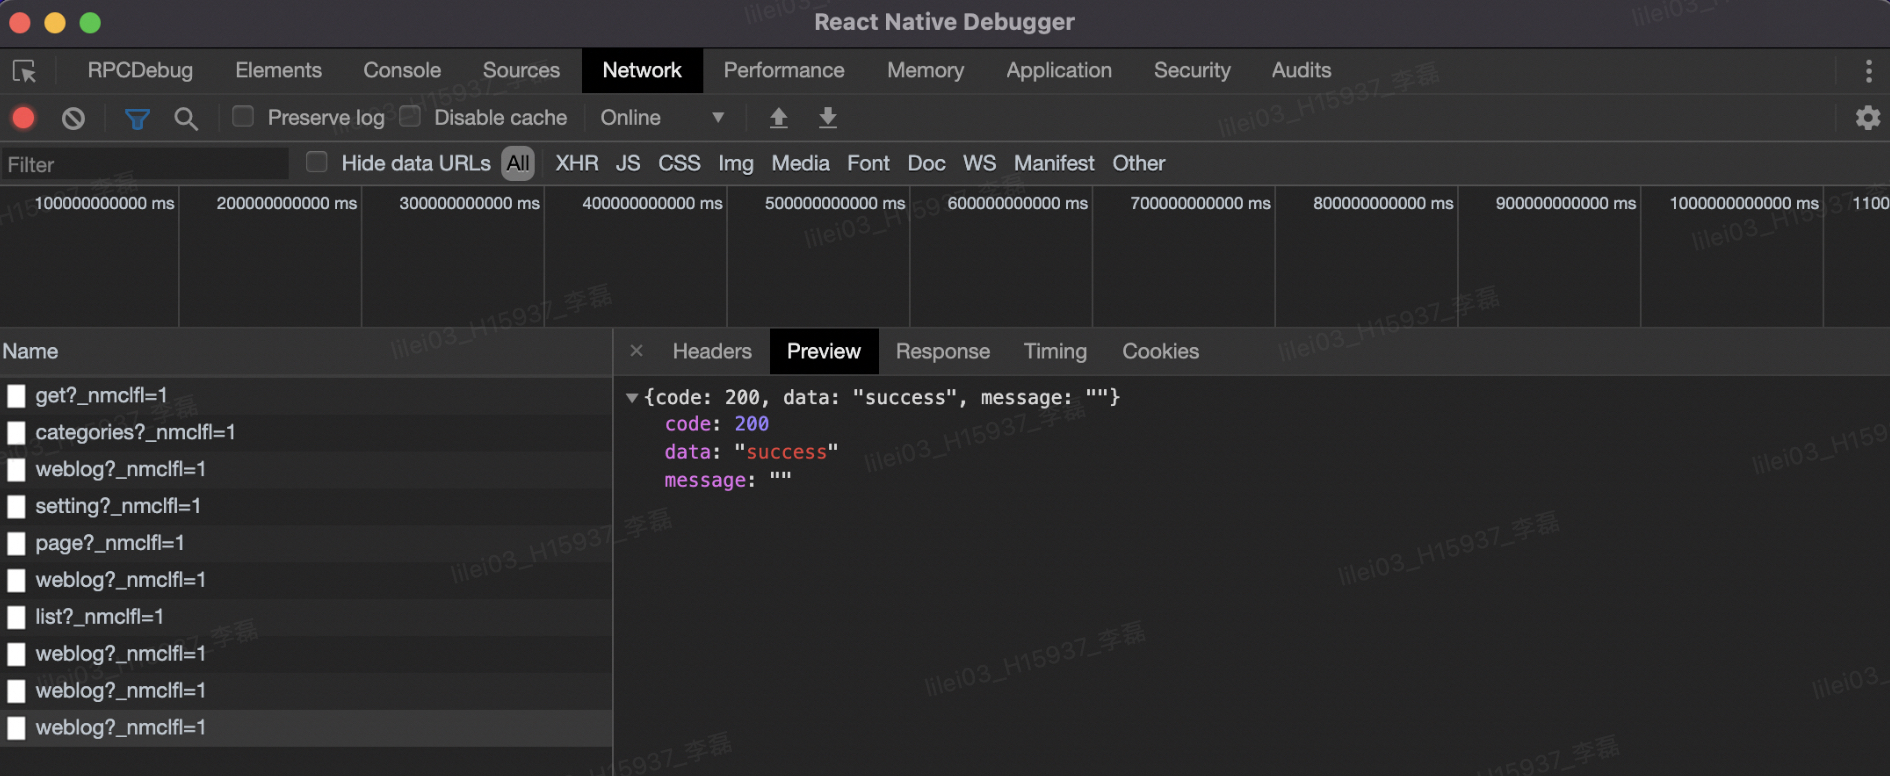 React Native Debugger
RPCDebug Elements Console Sources Network Performance Memory Application Security Audits
Preserve log Disable cache Online
Filter Hide data URLs All XHR JS CSS Img Media Font Doc WS Manifest Other
100000000000 ms 200000000000 ms 300000000000 ms 400000000000 ms 500000000000 ms 600000000000 ms 700000000000 ms 800000000000 ms 900000000000 ms 1000000000000 ms 1100
Name Headers Preview Response Timing Cookies
get?_nmclfl=1
{code: 200, data: "success", message: ""}
categories?_nmclfl=1
code: 200
weblog?_nmclfl=1
data: "success"
setting?_nmclfl=1
message: ""
page?_nmclfl=1
weblog?_nmclfl=1
list?_nmclfl=1
weblog?_nmclfl=1
weblog?_nmclfl=1
weblog?_nmclfl=1
lilei03_H15937_李磊